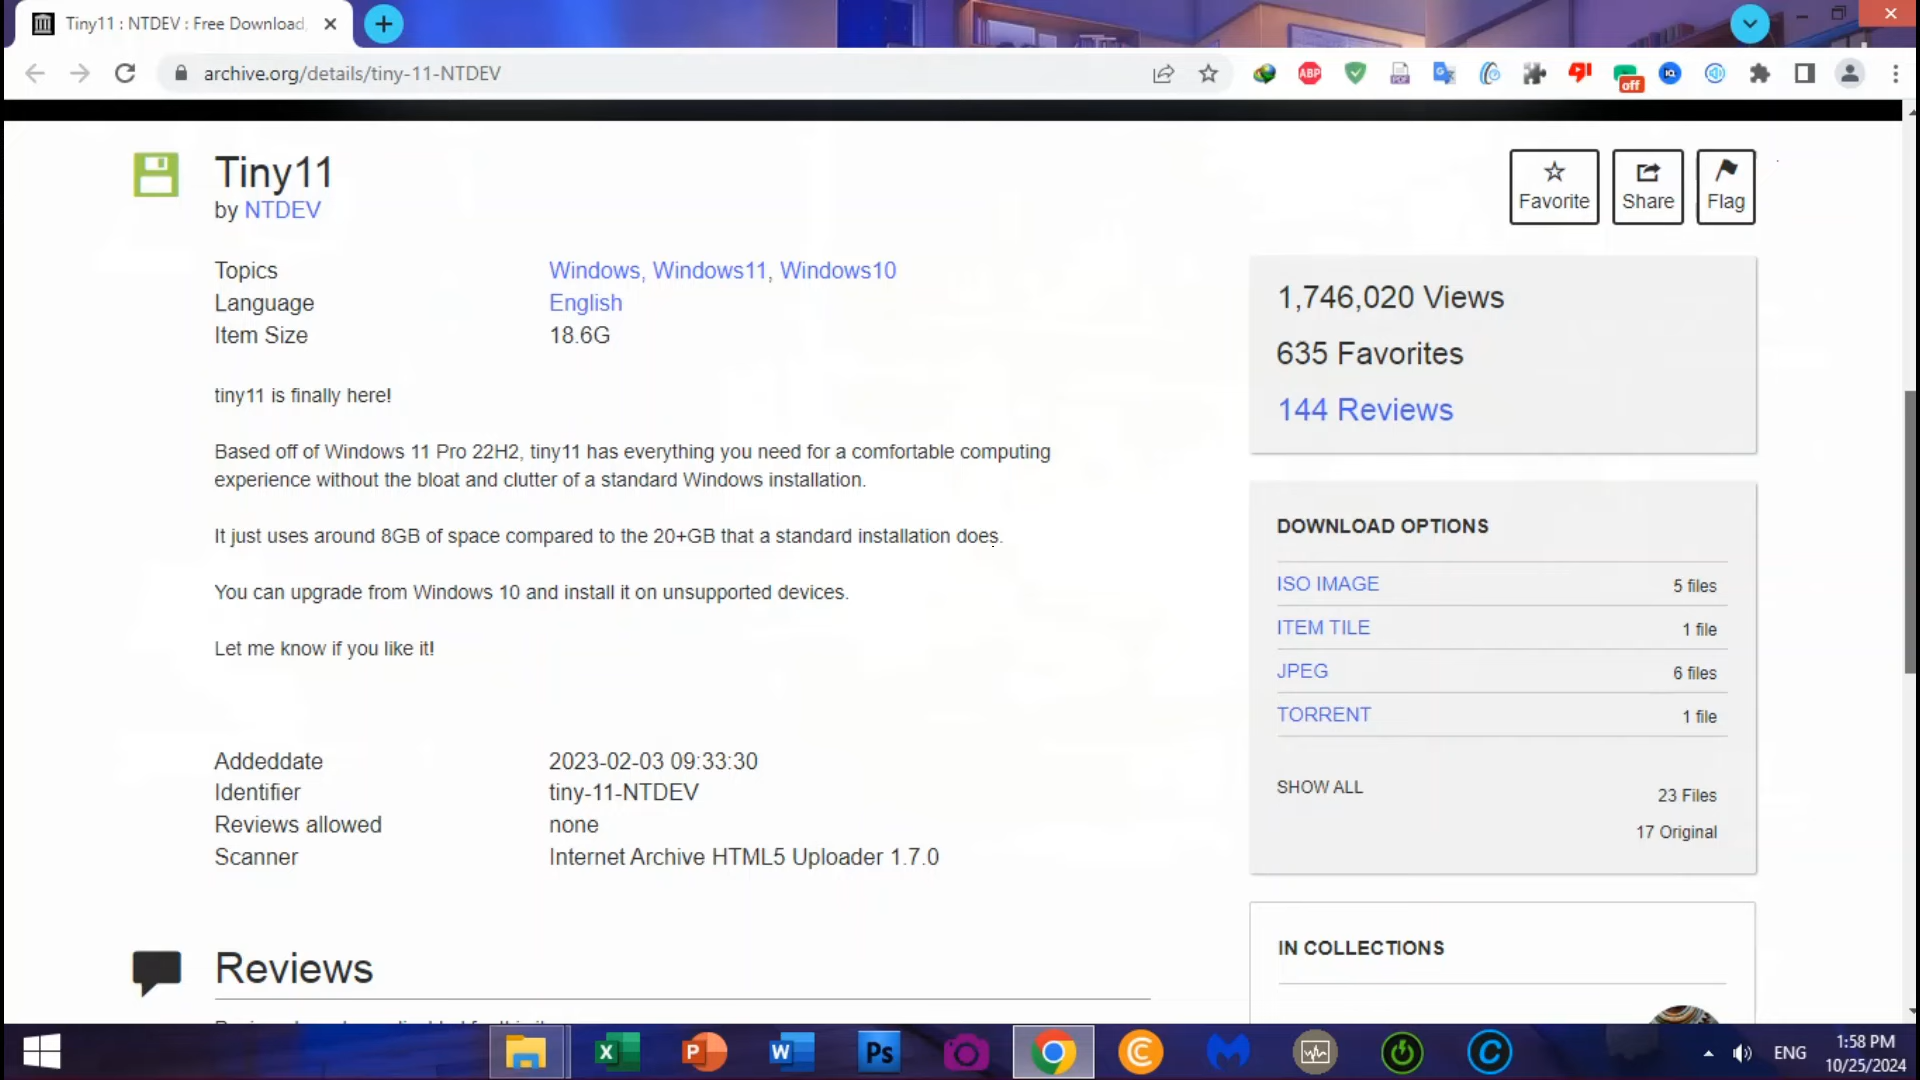 Tiny11 : NTDEV : Free Download,
archive.org/details/tiny-11-NTDEV
ABP
PDF
off
Tiny11
by NTDEV
Favorite
Share
Flag
Topics Windows, Windows11, Windows10
Language English
Item Size 18.6G
1,746,020 Views
635 Favorites
144 Reviews
tiny11 is finally here!
Based off of Windows 11 Pro 22H2, tiny11 has everything you need for a comfortable computing
experience without the bloat and clutter of a standard Windows installation.
It just uses around 8GB of space compared to the 20+GB that a standard installation does.
You can upgrade from Windows 10 and install it on unsupported devices.
Let me know if you like it!
DOWNLOAD OPTIONS
ISO IMAGE 5 files
ITEM TILE 1 file
JPEG 6 files
TORRENT 1 file
SHOW ALL 23 Files
17 Original
Addeddate 2023-02-03 09:33:30
Identifier tiny-11-NTDEV
Reviews allowed none
Scanner Internet Archive HTML5 Uploader 1.7.0
IN COLLECTIONS
Reviews
X
P
W
Ps
C
C
ENG
1:58 PM
10/25/2024